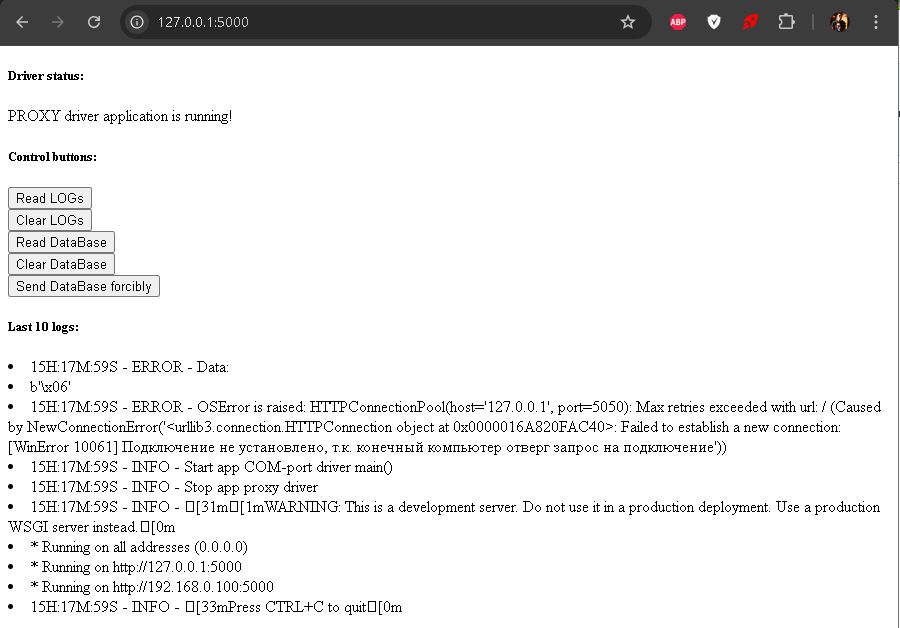 127.0.0.1:5000
ABP
Driver status:
PROXY driver application is running!
Control buttons:
Read LOGs
Clear LOGs
Read DataBase
Clear DataBase
Send DataBase forcibly
Last 10 logs:
• 15H:17M:59S - ERROR - Data:
• b'\x06'
• 15H:17M:59S - ERROR - OSError is raised: HTTPConnectionPool(host='127.0.0.1', port=5050): Max retries exceeded with url: / (Caused
by NewConnectionError('<urllib3.connection.HTTPConnection object at 0x0000016A820FAC40>: Failed to establish a new connection:
[WinError 10061] Подключение не установлено, т.к. конечный компьютер отверг запрос на подключение'))
• 15H:17M:59S - INFO - Start app COM-port driver main()
• 15H:17M:59S - INFO - Stop app proxy driver
• 15H:17M:59S - INFO - □[31m□[1mWARNING: This is a development server. Do not use it in a production deployment. Use a production
WSGI server instead.□[0m
• * Running on all addresses (0.0.0.0)
• * Running on http://127.0.0.1:5000
• * Running on http://192.168.0.100:5000
• 15H:17M:59S - INFO - □[33mPress CTRL+C to quit□[0m